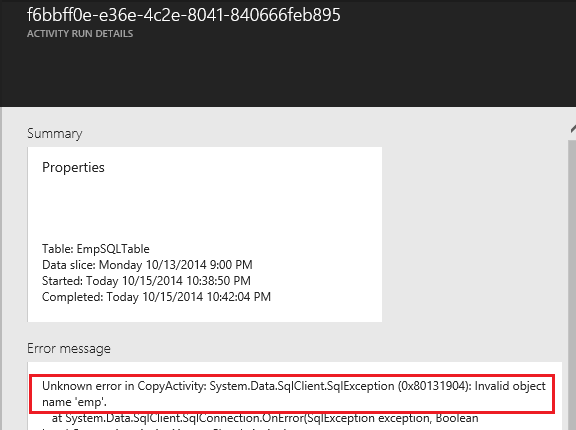 f6bbff0e-e36e-4c2e-8041-840666feb895
ACTIVITY RUN DETAILS
Summary
Properties
Table: EmpSQLTable
Data slice: Monday 10/13/2014 9:00 PM
Started: Today 10/15/2014 10:38:50 PM
Completed: Today 10/15/2014 10:42:04 PM
Error message
Unknown error in CopyActivity: System.Data.SqlClient.SqlException (0x80131904): Invalid object
name 'emp'.
at System.Data.SqlClient.SqlConnection.OnError(SqlException exception, Boolean